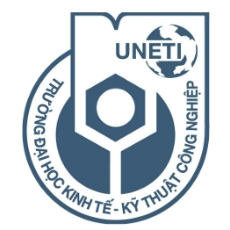 UNETI
TRƯỜNG ĐẠI HỌC KINH TẾ - KỸ THUẬT CÔNG NGHIỆP